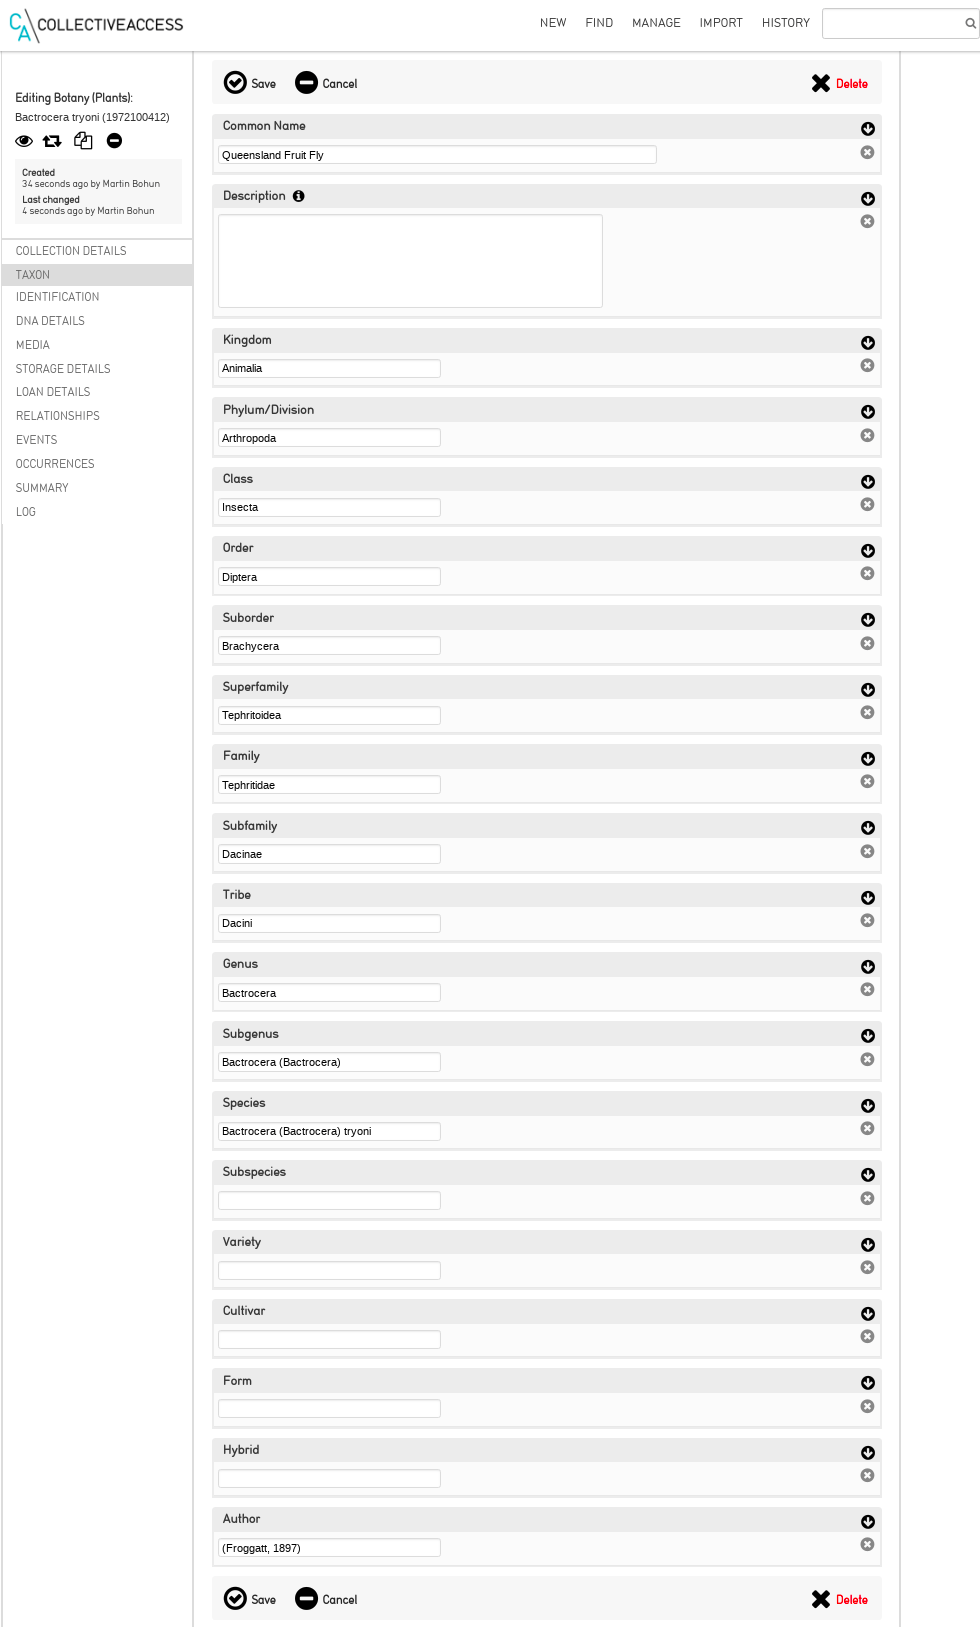 CA COLLECTIVEACCESS
NEW FIND MANAGE IMPORT HISTORY
Editing Botany (Plants):
Bactrocera tryoni (1972100412)
Created
34 seconds ago by Martin Bohun
Last changed
4 seconds ago by Martin Bohun
COLLECTION DETAILS
TAXON
IDENTIFICATION
DNA DETAILS
MEDIA
STORAGE DETAILS
LOAN DETAILS
RELATIONSHIPS
EVENTS
OCCURRENCES
SUMMARY
LOG
Save Cancel Delete
Common Name
Queensland Fruit Fly
Description
Kingdom
Animalia
Phylum/Division
Arthropoda
Class
Insecta
Order
Diptera
Suborder
Brachycera
Superfamily
Tephritoidea
Family
Tephritidae
Subfamily
Dacinae
Tribe
Dacini
Genus
Bactrocera
Subgenus
Bactrocera (Bactrocera)
Species
Bactrocera (Bactrocera) tryoni
Subspecies
Variety
Cultivar
Form
Hybrid
Author
(Froggatt, 1897)
Save Cancel Delete